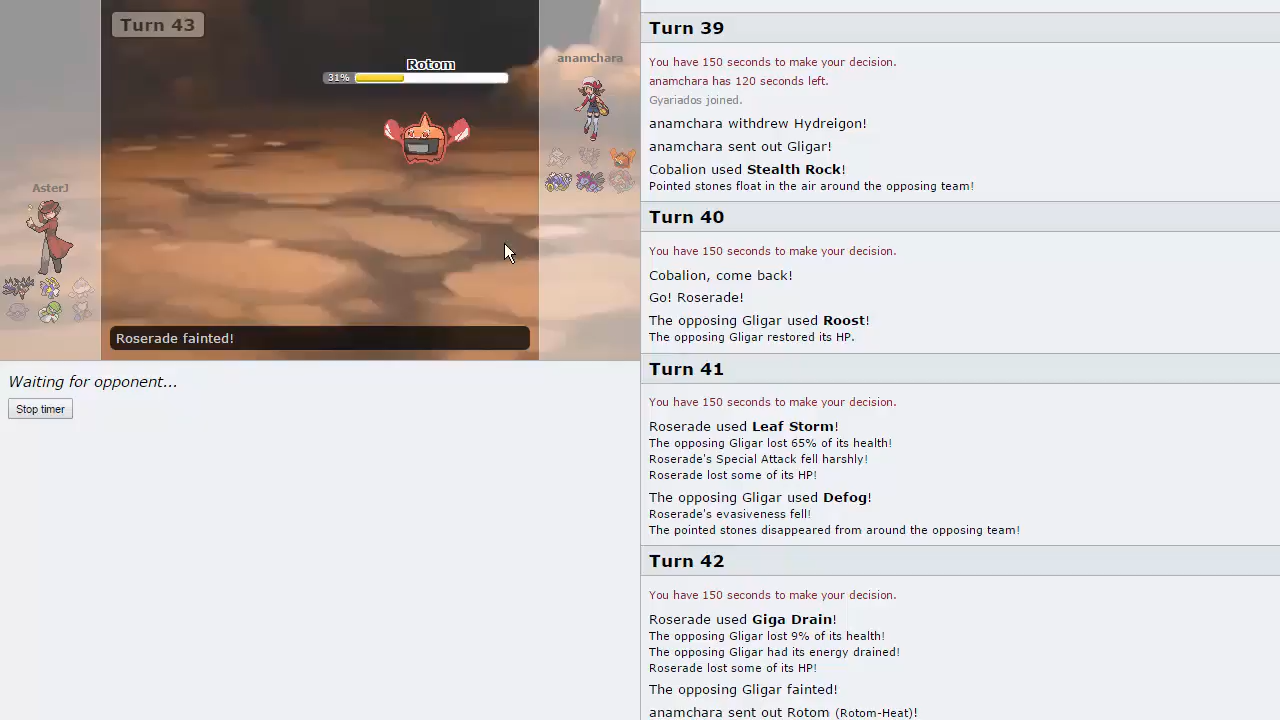 Turn 43
Rotom
31%
anamchara
AsterJ
Roserade fainted!
Waiting for opponent...
Stop timer
Turn 39
You have 150 seconds to make your decision.
anamchara has 120 seconds left.
Gyariados joined.
anamchara withdrew Hydreigon!
anamchara sent out Gligar!
Cobalion used Stealth Rock!
Pointed stones float in the air around the opposing team!
Turn 40
You have 150 seconds to make your decision.
Cobalion, come back!
Go! Roserade!
The opposing Gligar used Roost!
The opposing Gligar restored its HP.
Turn 41
You have 150 seconds to make your decision.
Roserade used Leaf Storm!
The opposing Gligar lost 65% of its health!
Roserade's Special Attack fell harshly!
Roserade lost some of its HP!
The opposing Gligar used Defog!
Roserade's evasiveness fell!
The pointed stones disappeared from around the opposing team!
Turn 42
You have 150 seconds to make your decision.
Roserade used Giga Drain!
The opposing Gligar lost 9% of its health!
The opposing Gligar had its energy drained!
Roserade lost some of its HP!
The opposing Gligar fainted!
anamchara sent out Rotom (Rotom-Heat)!